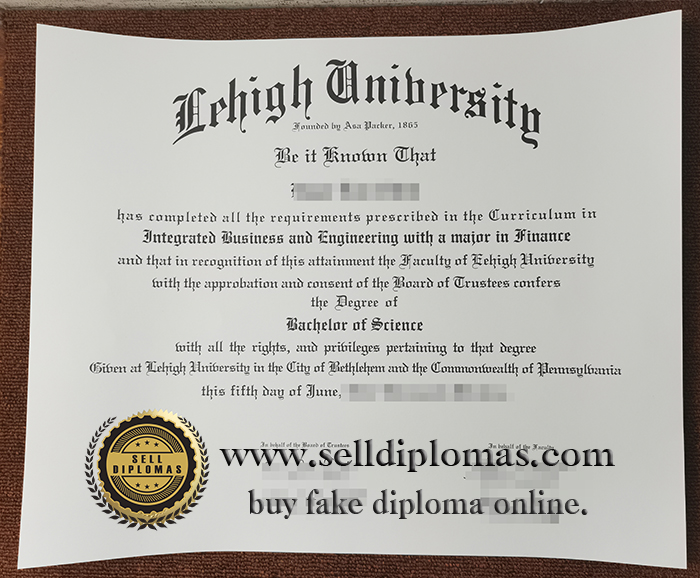 Lehigh University
Founded by Asa Packer, 1865
Be it Known That
has completed all the requirements prescribed in the Curriculum in
Integrated Business and Engineering with a major in Finance
and that in recognition of this attainment the Faculty of Lehigh University
with the approbation and consent of the Board of Trustees confers
the Degree of
Bachelor of Science
with all the rights, and privileges pertaining to that degree
Given at Lehigh University in the City of Bethlehem and the Commonwealth of Pennsylvania
this fifth day of June,
In behalf of the Board of Trustees
In behalf of the Faculty
SELL
DIPLOMAS
www.selldiplomas.com
buy fake diploma online.